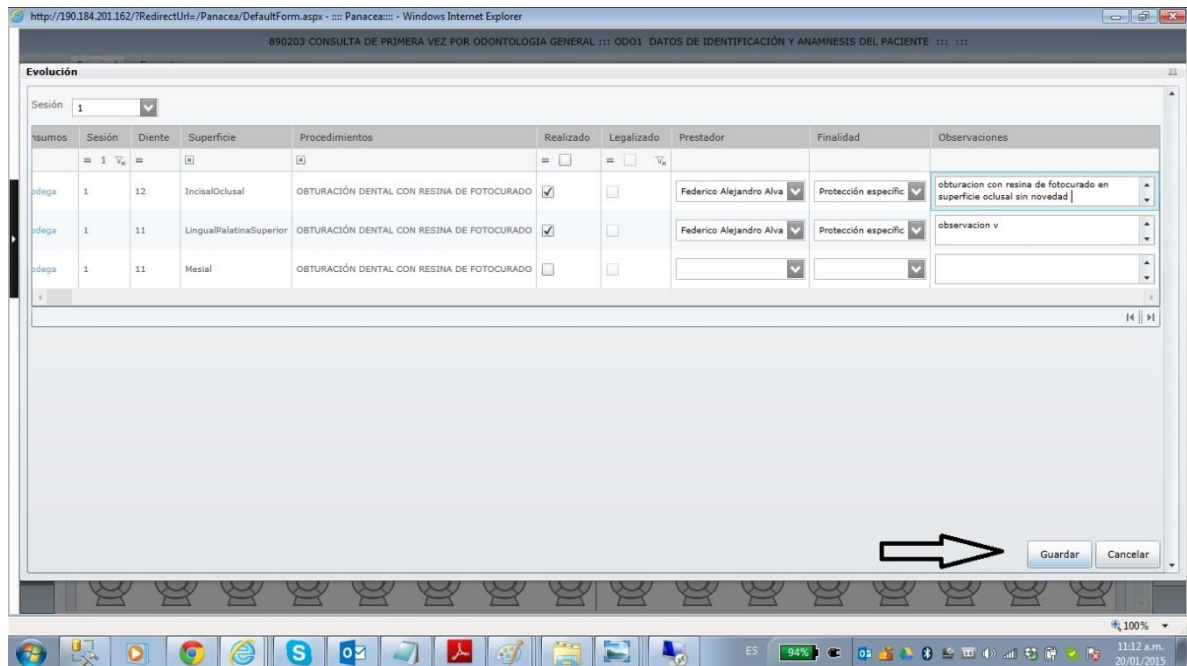 http://190.184.201.162/?RedirectUrl=/Panacea/DefaultForm.aspx - :::: Panacea:::: - Windows Internet Explorer
890203 CONSULTA DE PRIMERA VEZ POR ODONTOLOGIA GENERAL ::: ODO1 DATOS DE IDENTIFICACIÓN Y ANAMNESIS DEL PACIENTE ::: :::
Evolución
Sesión 1
nsumos Sesión Diente Superficie Procedimientos Realizado Legalizado Prestador Finalidad Observaciones
= 1 = = =
odega 1 12 IncisalOclusal OBTURACIÓN DENTAL CON RESINA DE FOTOCURADO Federico Alejandro Alva Protección específic obturacion con resina de fotocurado en
superficie oclusal sin novedad
odega 1 11 LingualPalatinaSuperior OBTURACIÓN DENTAL CON RESINA DE FOTOCURADO Federico Alejandro Alva Protección específic observacion v
odega 1 11 Mesial OBTURACIÓN DENTAL CON RESINA DE FOTOCURADO
Guardar Cancelar
100%
ES 94% 11:12 a.m.
20/01/2015